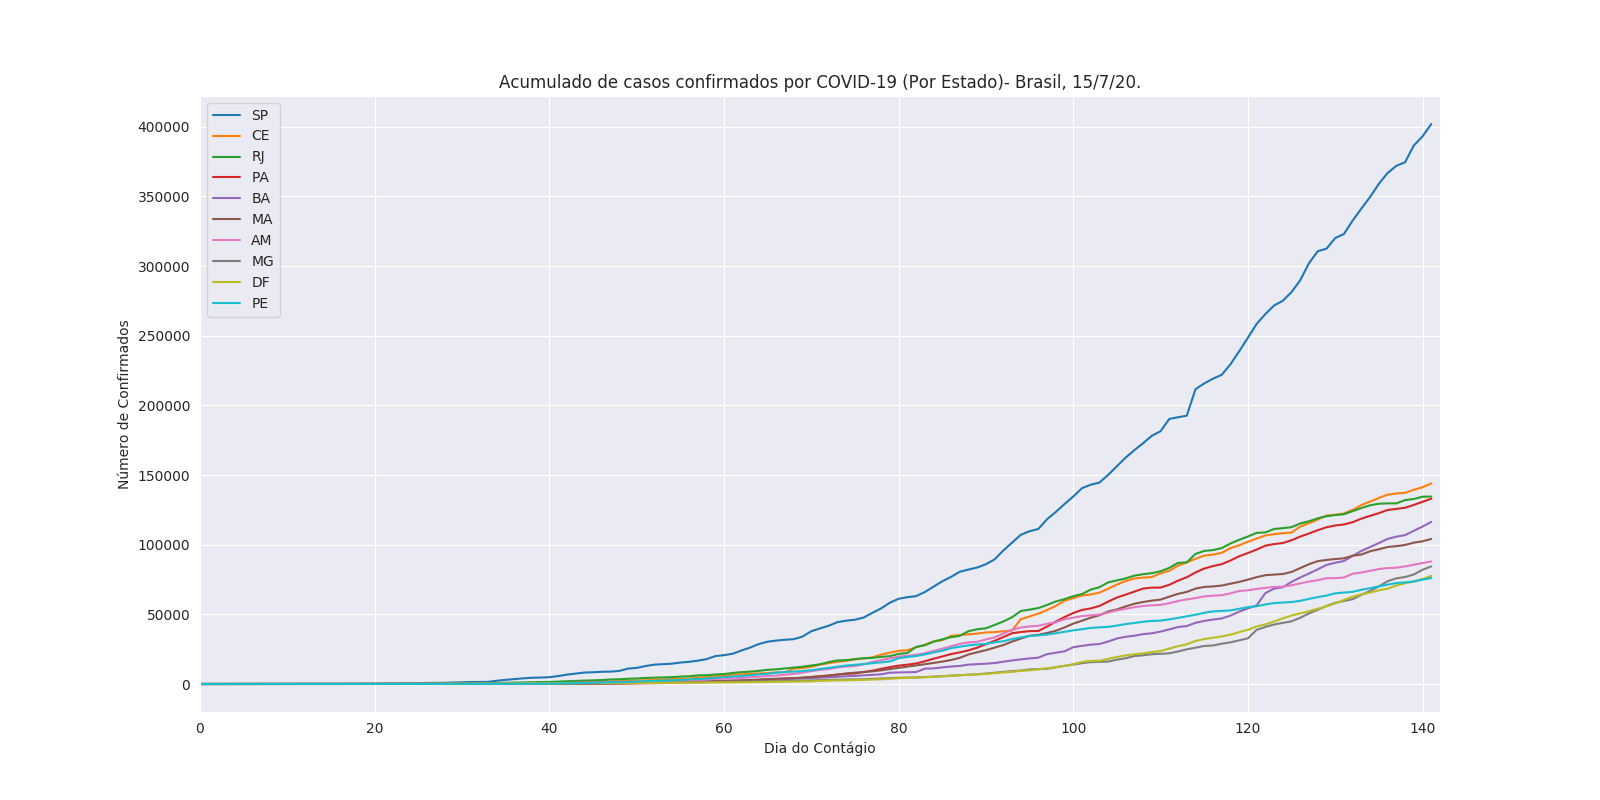 Acumulado de casos confirmados por COVID-19 (Por Estado)- Brasil, 15/7/20.
SP
CE
RJ
PA
BA
MA
AM
MG
DF
PE
Número de Confirmados
400000
350000
300000
250000
200000
150000
100000
50000
0
0 20 40 60 80 100 120 140
Dia do Contágio